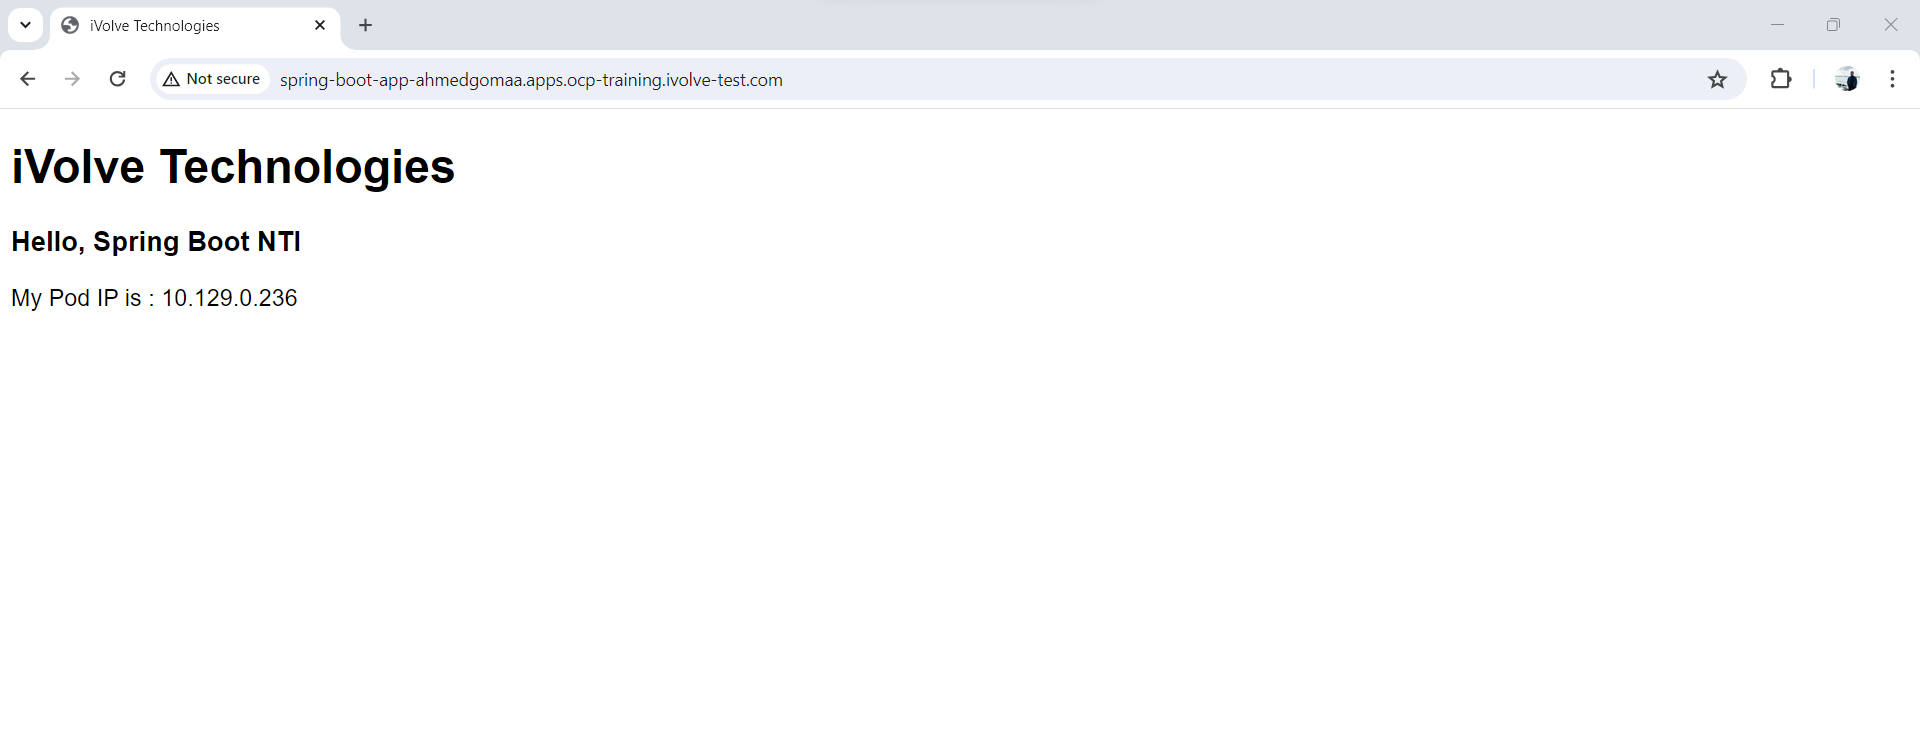 iVolve Technologies
Not secure
spring-boot-app-ahmedgomaa.apps.ocp-training.ivolve-test.com
iVolve Technologies
Hello, Spring Boot NTI
My Pod IP is : 10.129.0.236